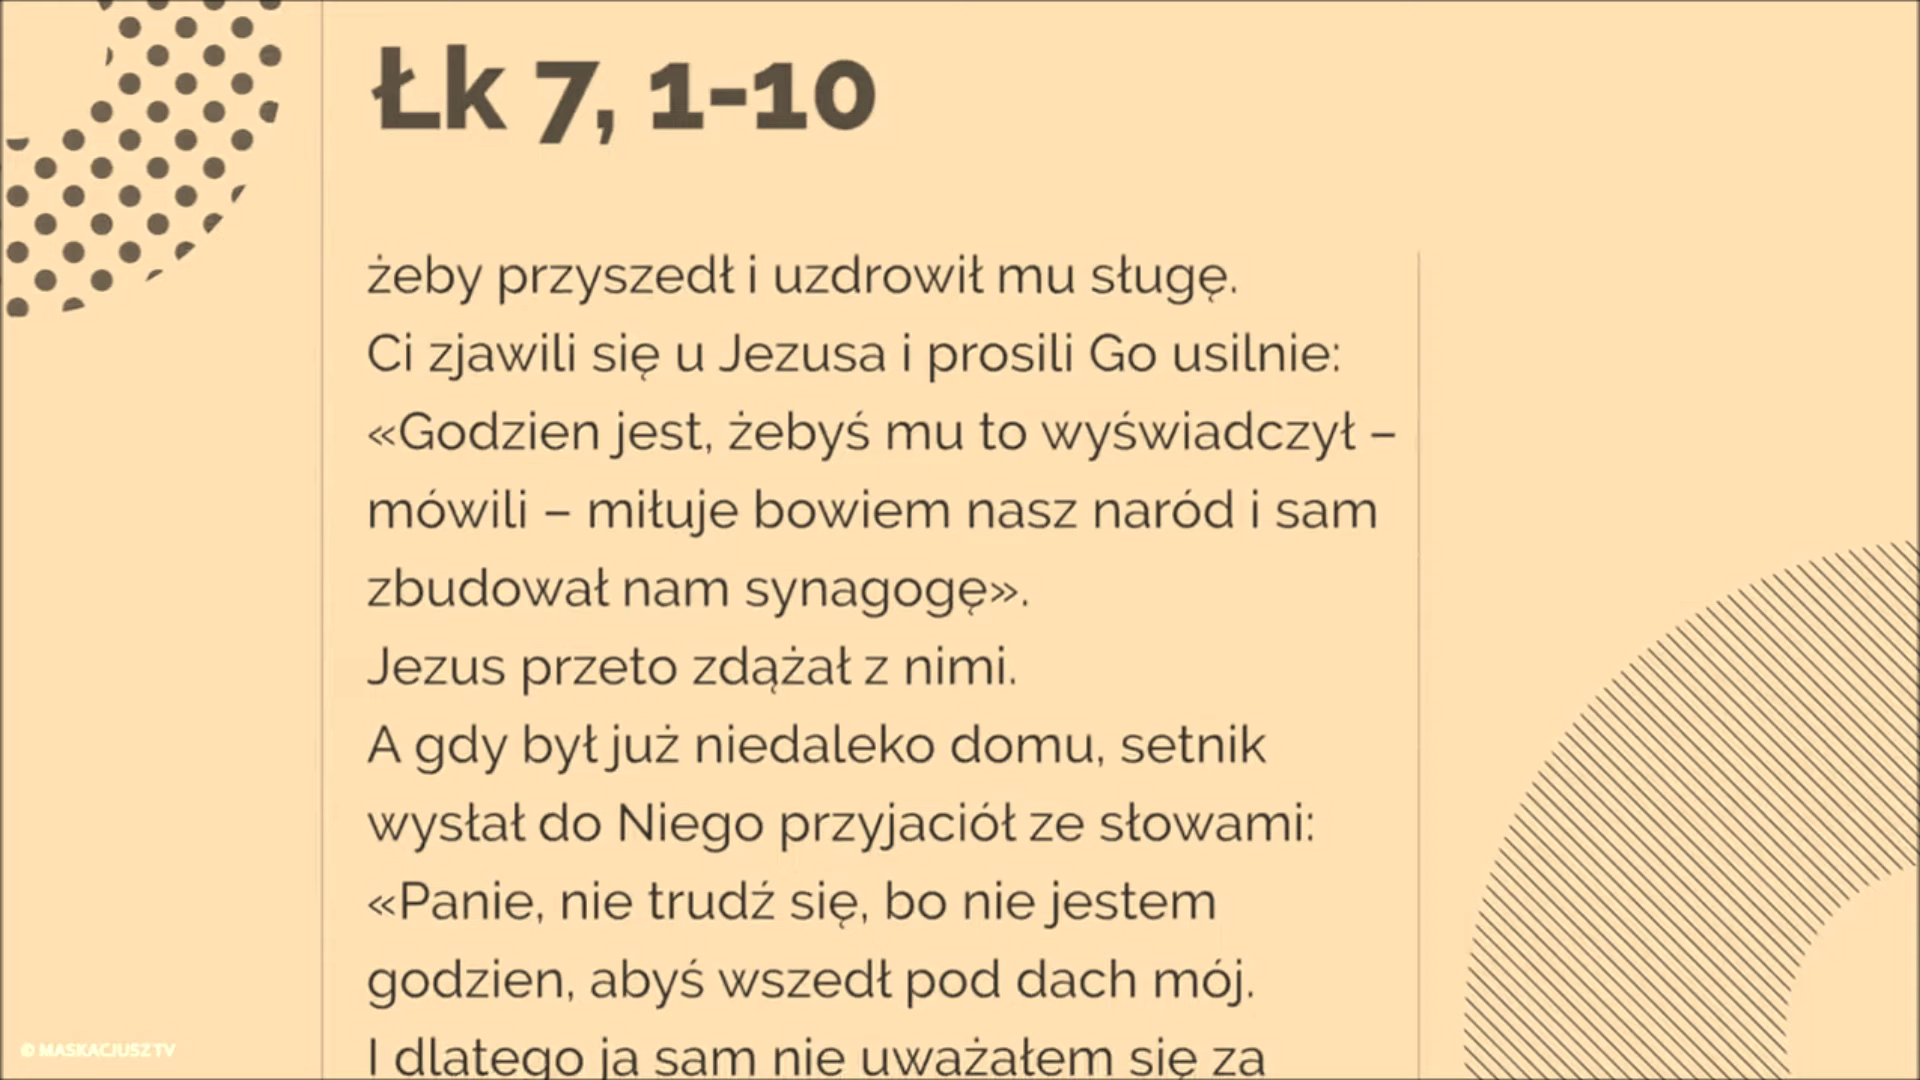 Łk 7, 1-10
żeby przyszedł i uzdrowił mu sługę.
Ci zjawili się u Jezusa i prosili Go usilnie:
«Godzien jest, żebyś mu to wyświadczył –
mówili – miłuje bowiem nasz naród i sam
zbudował nam synagogę».
Jezus przeto zdążał z nimi.
A gdy był już niedaleko domu, setnik
wysłał do Niego przyjaciół ze słowami:
«Panie, nie trudź się, bo nie jestem
godzien, abyś wszedł pod dach mój.
I dlatego ja sam nie uważałem się za
© MASKACJUSZ TV